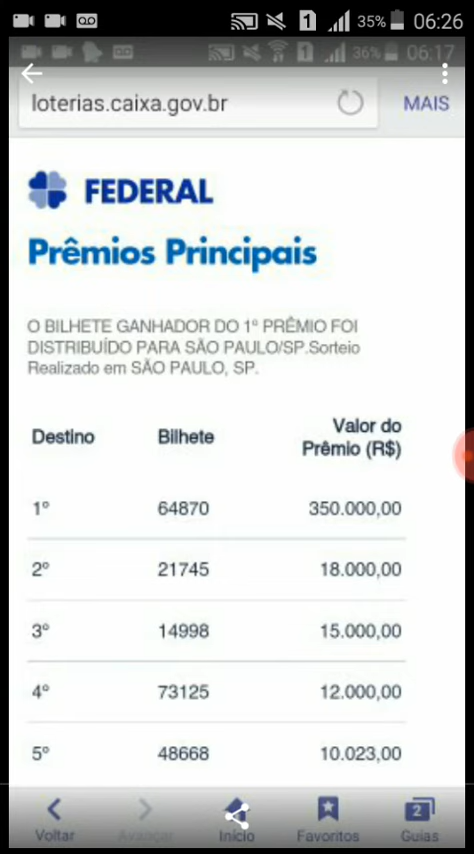 1 35% 06:26
1 36% 06:17
loterias.caixa.gov.br MAIS
FEDERAL
Prêmios Principais
O BILHETE GANHADOR DO 1º PRÊMIO FOI
DISTRIBUÍDO PARA SÃO PAULO/SP.Sorteio
Realizado em SÃO PAULO, SP.
Destino Bilhete Valor do
Prêmio (R$)
1º 64870 350.000,00
2º 21745 18.000,00
3º 14998 15.000,00
4º 73125 12.000,00
5º 48668 10.023,00
Voltar Avançar Início Favoritos 2 Guias